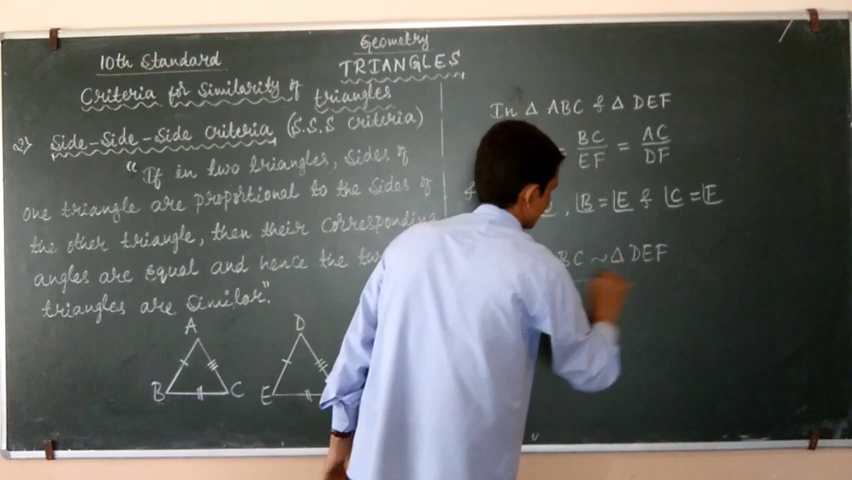 10th Standard
Geometry
TRIANGLES
Criteria for Similarity of triangles
2) Side-Side-Side Criteria (S.S.S Criteria)
"If in two triangles, sides of
one triangle are proportional to the sides of
the other triangle, then their corresponding
angles are Equal and hence the two
triangles are Similar".
A
B C
D
E
In Δ ABC & Δ DEF
= BC/EF = AC/DF
, ∠B = ∠E & ∠C = ∠F
BC ~ Δ DEF